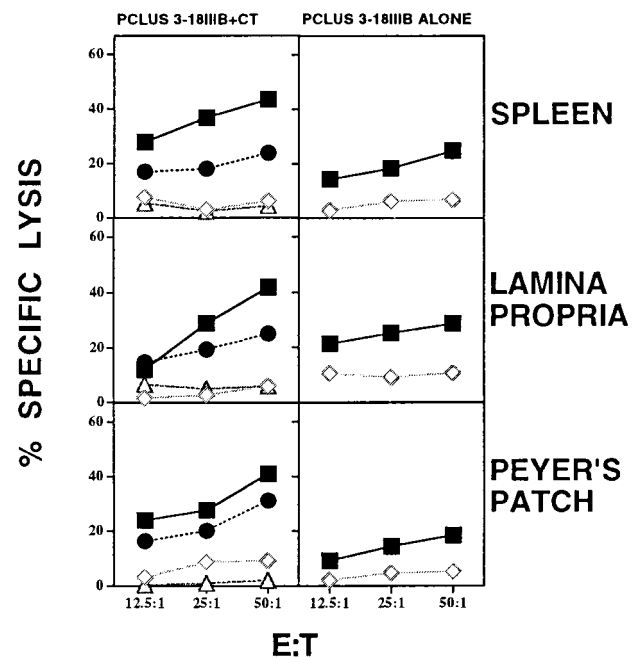 PCLUS 3-18IIIB+CT PCLUS 3-18IIIB ALONE
60
40
20
0
SPLEEN
60
40
20
0
LAMINA
PROPRIA
60
40
20
0
PEYER'S
PATCH
% SPECIFIC LYSIS
12.5:1 25:1 50:1 12.5:1 25:1 50:1
E:T